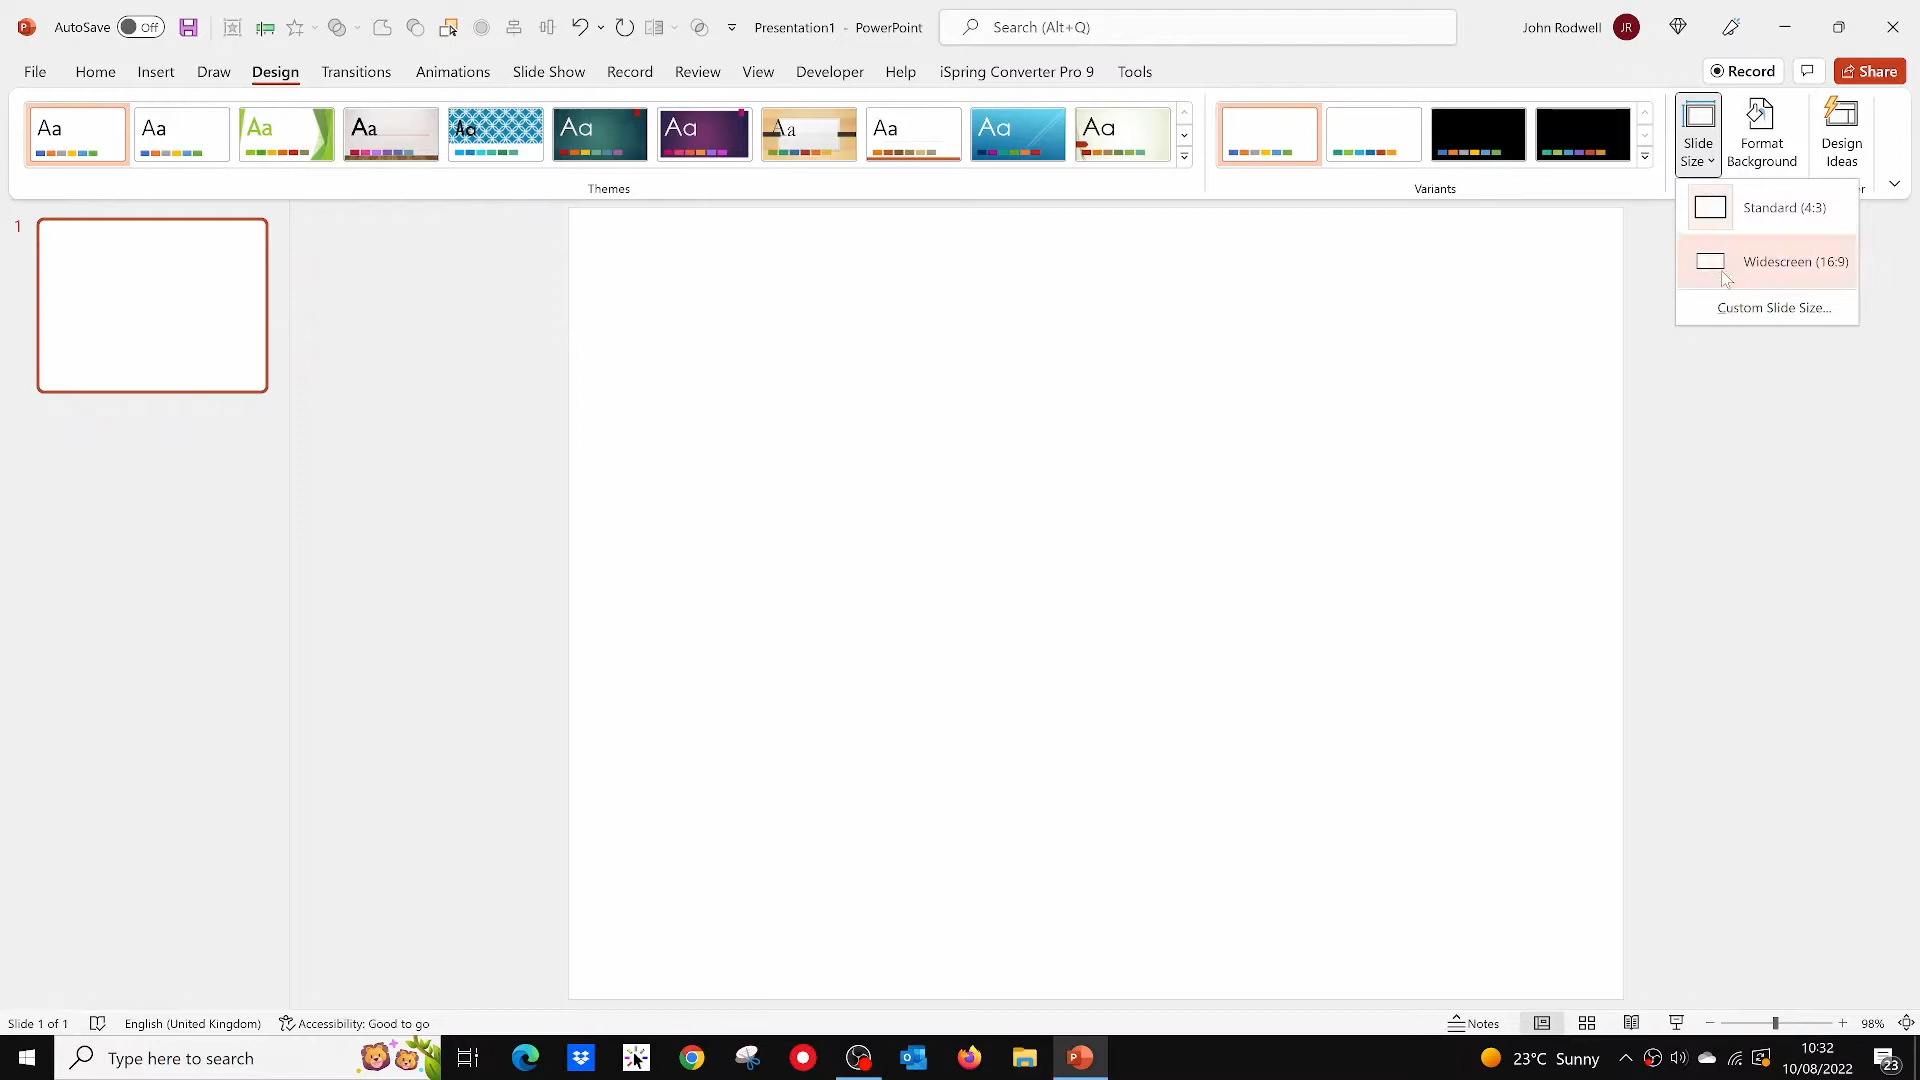 AutoSave Off Presentation1 - PowerPoint Search (Alt+Q) John Rodwell JR
File Home Insert Draw Design Transitions Animations Slide Show Record Review View Developer Help iSpring Converter Pro 9 Tools Record Share
Aa Aa Aa Aa Aa Aa Aa Aa Aa Aa Aa
Slide Size
Format Background
Design Ideas
Themes Variants
Standard (4:3)
Widescreen (16:9)
Custom Slide Size...
1
Slide 1 of 1 English (United Kingdom) Accessibility: Good to go Notes 98%
Type here to search 23°C Sunny 10:32
10/08/2022 23